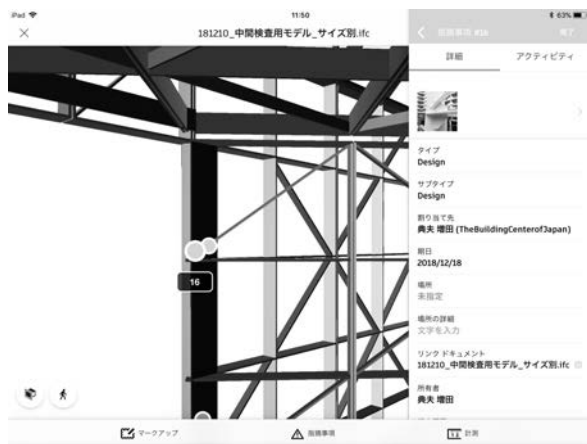 iPad
11:50
63%
181210_中間検査用モデル_サイズ別.ifc
指摘事項 #16
完了
詳細
アクティビティ
タイプ
Design
サブタイプ
Design
割り当て先
典夫 増田 (TheBuildingCenterofJapan)
期日
2018/12/18
場所
未指定
場所の詳細
文字を入力
リンク ドキュメント
181210_中間検査用モデル_サイズ別.ifc
所有者
典夫 増田
16
マークアップ
指摘事項
計測